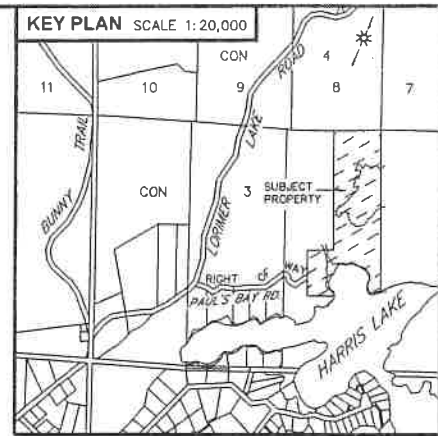 KEY PLAN SCALE 1:20,000
CON 4
11 10 9 8 7
ROAD
LAKE
LORIMER
TRAIL
BUNNY
CON 3
SUBJECT
PROPERTY
RIGHT of WAY
PAUL'S BAY RD.
HARRIS LAKE